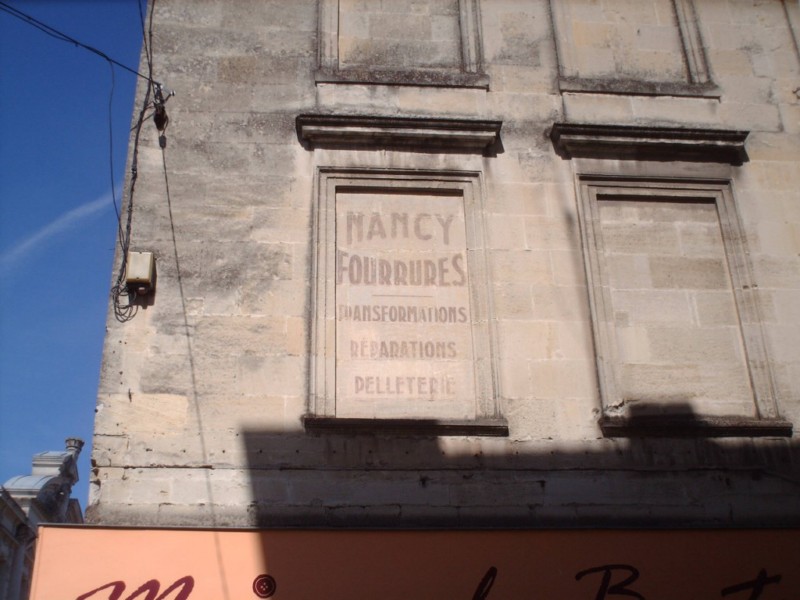 NANCY
FOURRURES
TRANSFORMATIONS
RÉPARATIONS
PELLETERIE